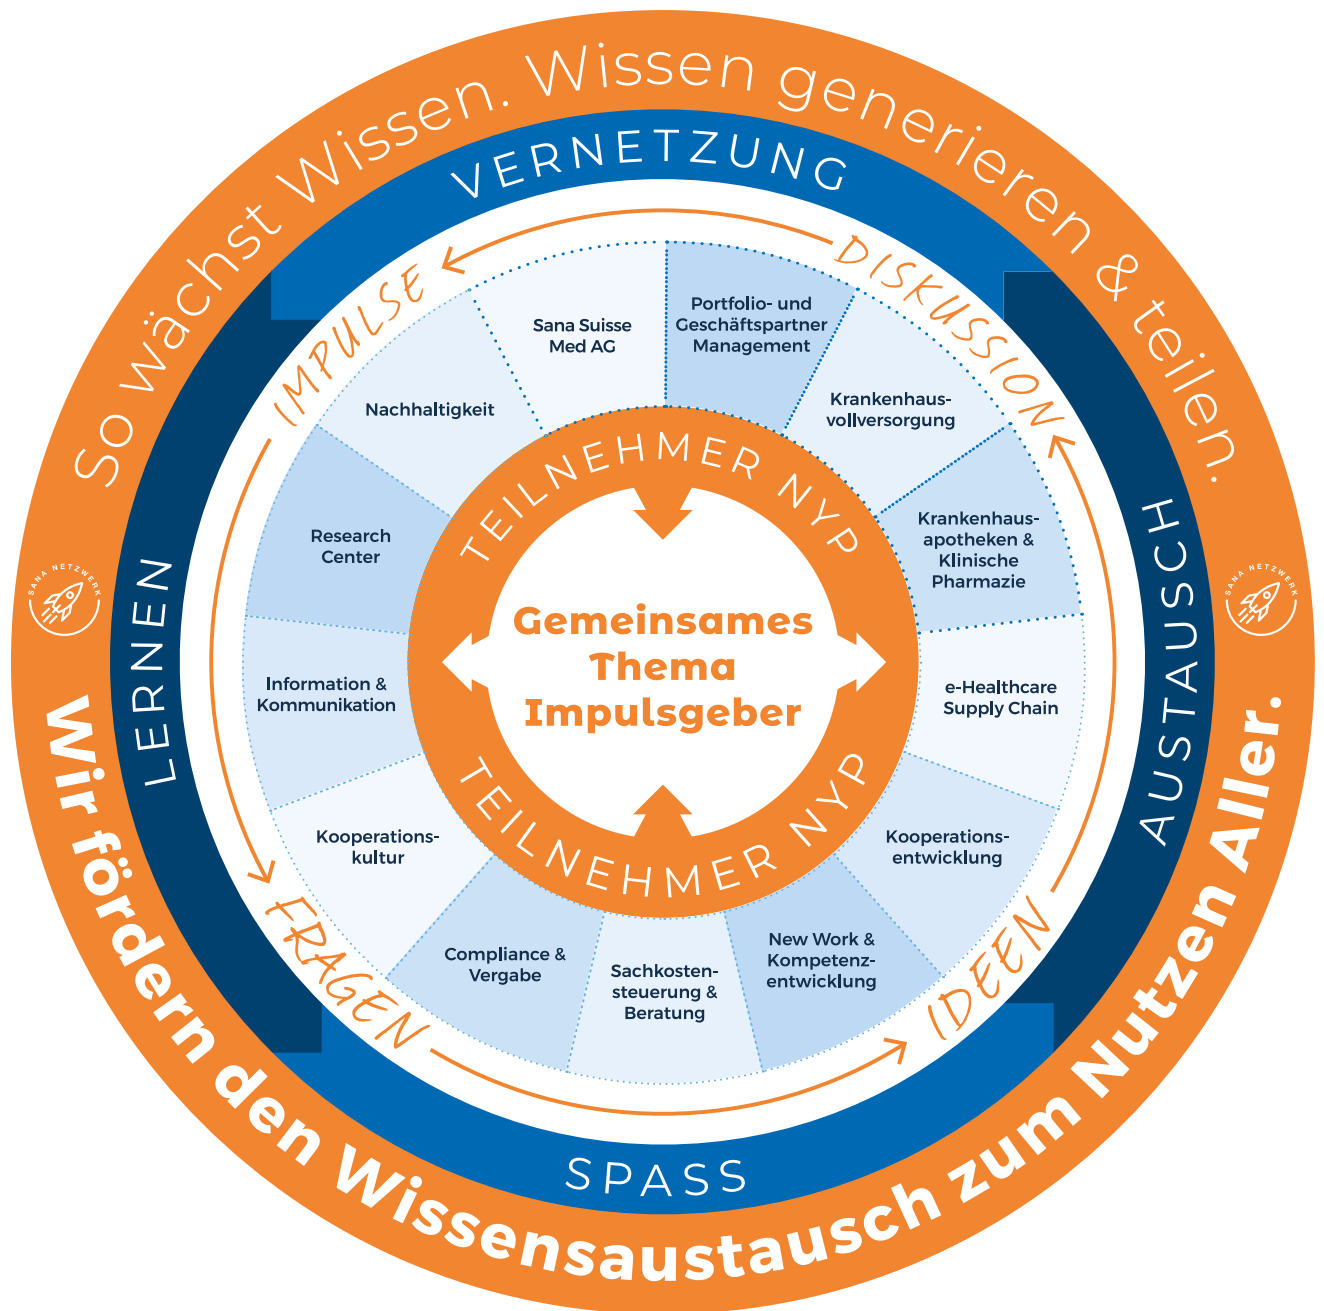 So wächst Wissen. Wissen generieren & teilen.
VERNETZUNG
DISKUSSION
IMPULSE
Sana Suisse
Med AG
Portfolio- und
Geschäftspartner
Management
Nachhaltigkeit
Krankenhaus-
vollversorgung
TEILNEHMER NYP
Research
Center
Krankenhaus-
apotheken &
Klinische
Pharmazie
SANA NETZWERK
SANA NETZWERK
LERNEN
AUSTAUSCH
Gemeinsames
Thema
Impulsgeber
Information &
Kommunikation
e-Healthcare
Supply Chain
TEILNEHMER NYP
Kooperations-
kultur
Kooperations-
entwicklung
Compliance &
Vergabe
Sachkosten-
steuerung &
Beratung
New Work &
Kompetenz-
entwicklung
FRAGEN
IDEEN
SPASS
Wir fördern den Wissensaustausch zum Nutzen Aller.